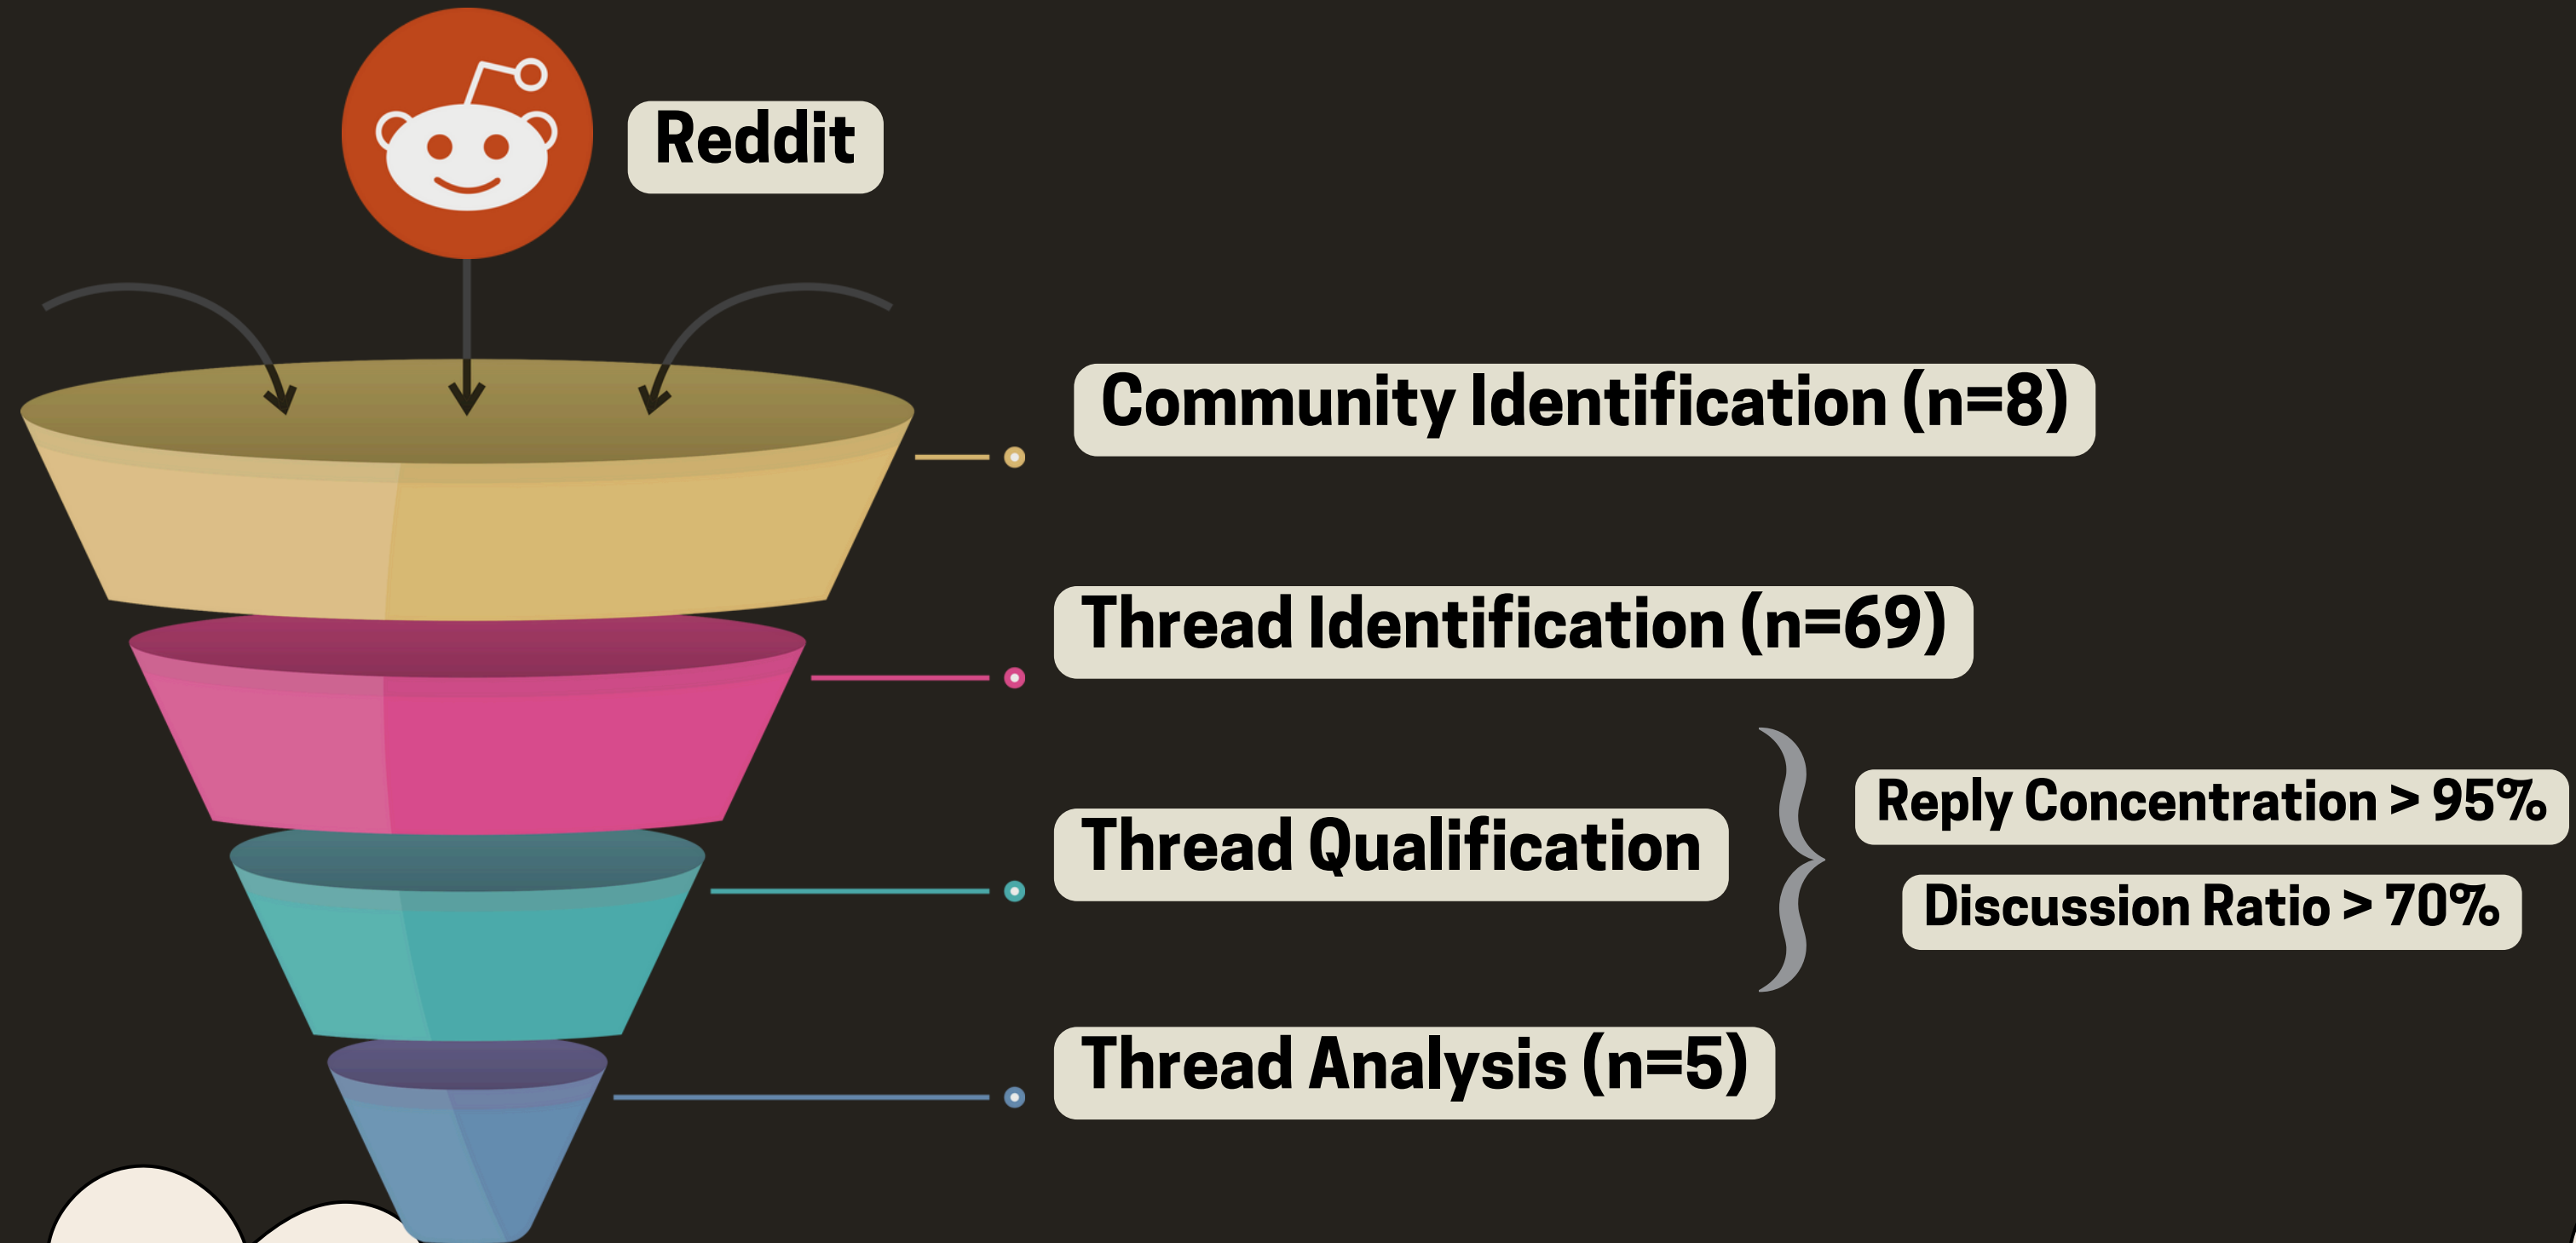 Reddit
Community Identification (n=8)
Thread Identification (n=69)
Thread Qualification
Reply Concentration > 95%
Discussion Ratio > 70%
Thread Analysis (n=5)